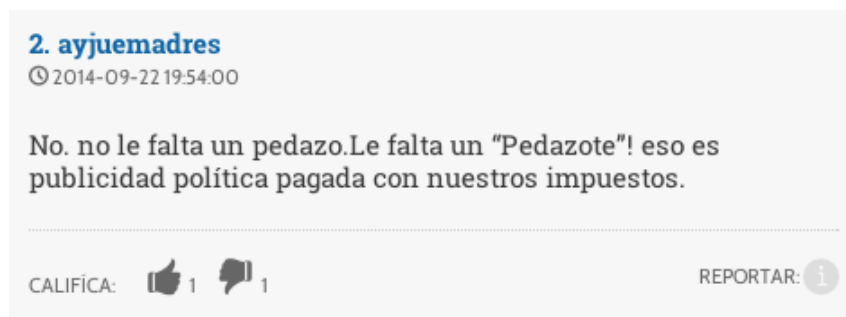 2. ayjuemadres
2014-09-22 19:54:00
No. no le falta un pedazo.Le falta un “Pedazote”! eso es
publicidad política pagada con nuestros impuestos.
CALIFÍCA: 1 1 REPORTAR: i